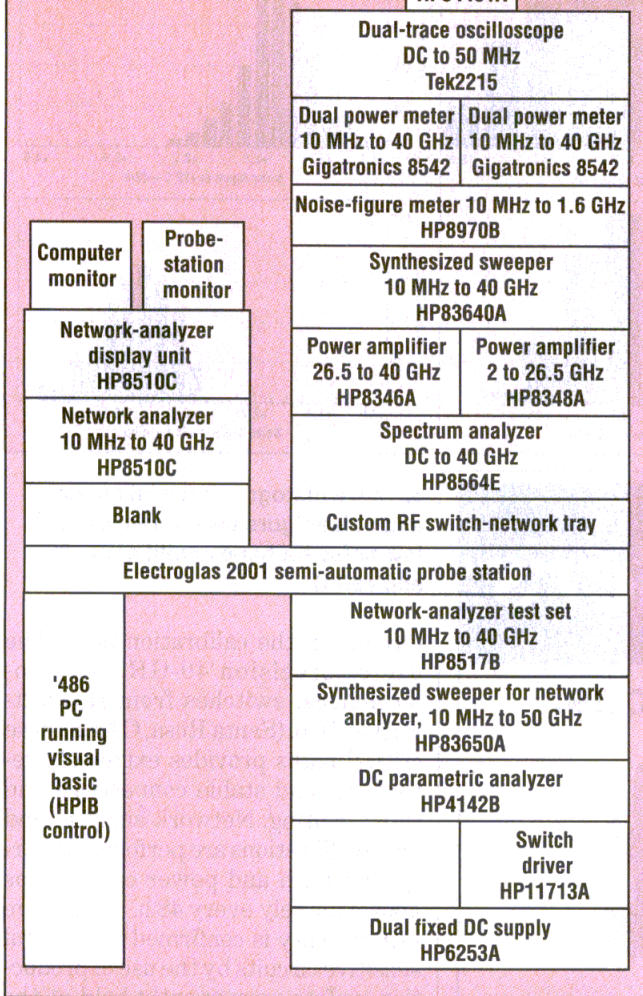 Dual-trace oscilloscope
DC to 50 MHz
Tek2215
Dual power meter
10 MHz to 40 GHz
Gigatronics 8542
Dual power meter
10 MHz to 40 GHz
Gigatronics 8542
Noise-figure meter 10 MHz to 1.6 GHz
HP8970B
Computer
monitor
Probe-
station
monitor
Synthesized sweeper
10 MHz to 40 GHz
HP83640A
Network-analyzer
display unit
HP8510C
Power amplifier
26.5 to 40 GHz
HP8346A
Power amplifier
2 to 26.5 GHz
HP8348A
Network analyzer
10 MHz to 40 GHz
HP8510C
Spectrum analyzer
DC to 40 GHz
HP8564E
Blank
Custom RF switch-network tray
Electroglas 2001 semi-automatic probe station
'486
PC
running
visual
basic
(HPIB
control)
Network-analyzer test set
10 MHz to 40 GHz
HP8517B
Synthesized sweeper for network
analyzer, 10 MHz to 50 GHz
HP83650A
DC parametric analyzer
HP4142B
Switch
driver
HP11713A
Dual fixed DC supply
HP6253A